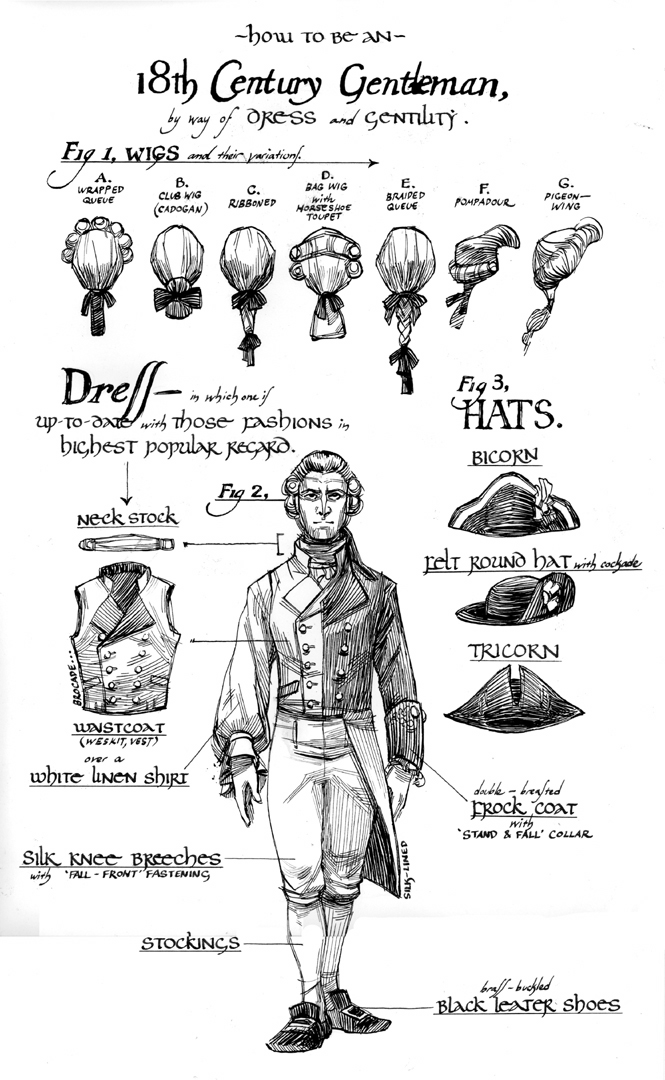 ~HOW TO BE AN~
18th Century Gentleman,
by way of DRESS and GENTILITY.
Fig 1, WIGS and their variations.
A.
WRAPPED
QUEUE
B.
CLUB WIG
(CADOGAN)
C.
RIBBONED
D.
BAG WIG
with
HORSESHOE
TOUPET
E.
BRAIDED
QUEUE
F.
POMPADOUR
G.
PIGEON—
WING
Dress—in which one is
UP-TO-DATE with THOSE FASHIONS in
HIGHEST POPULAR REGARD.
Fig 2,
NECK STOCK
BROCADE...
WAISTCOAT
(WESKIT, VEST)
over a
WHITE LINEN SHIRT
SILK KNEE BREECHES
with 'FALL-FRONT' FASTENING
STOCKINGS
Fig 3,
HATS.
BICORN
FELT ROUND HAT with cockade
TRICORN
double-breasted
FROCK COAT
with
'STAND & FALL' COLLAR
SILK-LINED
brass-buckled
BLACK LEATER SHOES